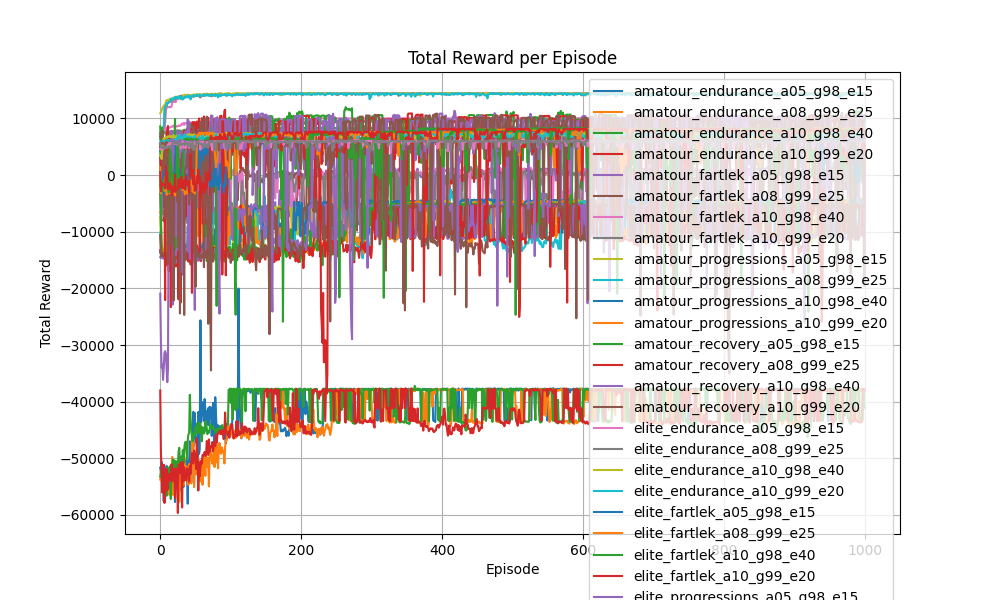 Total Reward per Episode
Total Reward
10000
0
−10000
−20000
−30000
−40000
−50000
−60000
0
200
400
600
800
1000
Episode
amatour_endurance_a05_g98_e15
amatour_endurance_a08_g99_e25
amatour_endurance_a10_g98_e40
amatour_endurance_a10_g99_e20
amatour_fartlek_a05_g98_e15
amatour_fartlek_a08_g99_e25
amatour_fartlek_a10_g98_e40
amatour_fartlek_a10_g99_e20
amatour_progressions_a05_g98_e15
amatour_progressions_a08_g99_e25
amatour_progressions_a10_g98_e40
amatour_progressions_a10_g99_e20
amatour_recovery_a05_g98_e15
amatour_recovery_a08_g99_e25
amatour_recovery_a10_g98_e40
amatour_recovery_a10_g99_e20
elite_endurance_a05_g98_e15
elite_endurance_a08_g99_e25
elite_endurance_a10_g98_e40
elite_endurance_a10_g99_e20
elite_fartlek_a05_g98_e15
elite_fartlek_a08_g99_e25
elite_fartlek_a10_g98_e40
elite_fartlek_a10_g99_e20
elite_progressions_a05_g98_e15